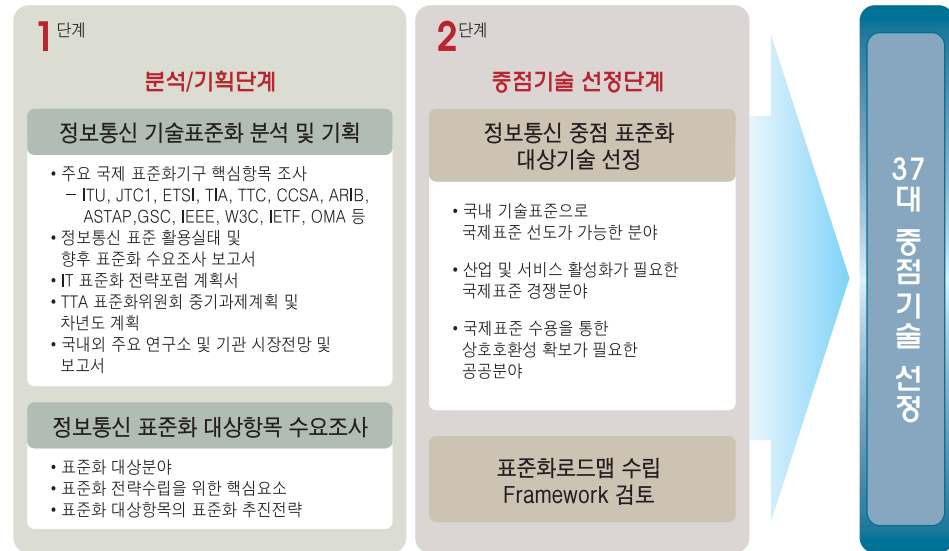 1 단계
분석/기획단계
정보통신 기술표준화 분석 및 기획
• 주요 국제 표준화기구 핵심항목 조사
– ITU, JTC1, ETSI, TIA, TTC, CCSA, ARIB,
ASTAP,GSC, IEEE, W3C, IETF, OMA 등
• 정보통신 표준 활용실태 및
향후 표준화 수요조사 보고서
• IT 표준화 전략포럼 계획서
• TTA 표준화위원회 중기과제계획 및
차년도 계획
• 국내외 주요 연구소 및 기관 시장전망 및
보고서
정보통신 표준화 대상항목 수요조사
• 표준화 대상분야
• 표준화 전략수립을 위한 핵심요소
• 표준화 대상항목의 표준화 추진전략
2 단계
중점기술 선정단계
정보통신 중점 표준화
대상기술 선정
• 국내 기술표준으로
국제표준 선도가 가능한 분야
• 산업 및 서비스 활성화가 필요한
국제표준 경쟁분야
• 국제표준 수용을 통한
상호호환성 확보가 필요한
공공분야
표준화로드맵 수립
Framework 검토
37대 중점기술 선정